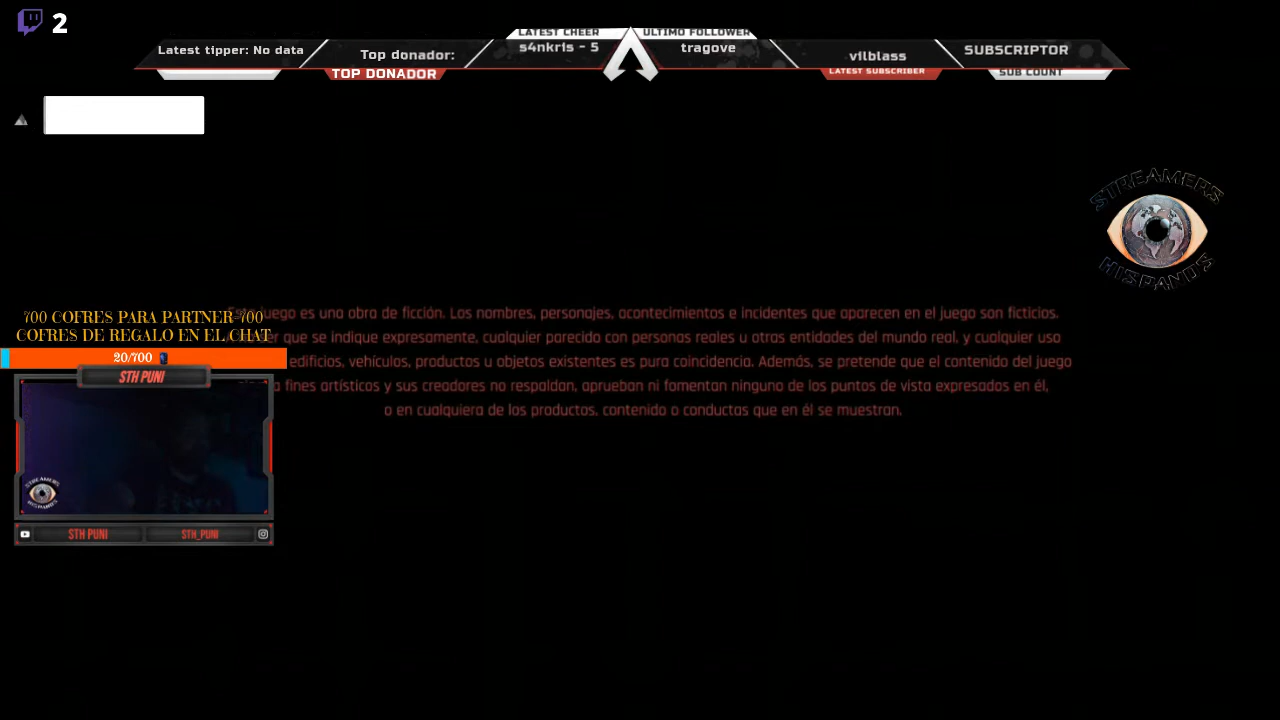 2
LATEST CHEER
ULTIMO FOLLOWER
Latest tipper: No data
Top donador:
s4nkris - 5
tragove
vilblass
SUBSCRIPTOR
TOP DONADOR
LATEST SUBSCRIBER
SUB COUNT
STREAMERS
HISPANOS
700 COFRES PARA PARTNER 700
COFRES DE REGALO EN EL CHAT
20/700
juego es una obra de ficción. Los nombres, personajes, acontecimientos e incidentes que aparecen en el juego son ficticios.
que se indique expresamente, cualquier parecido con personas reales u otras entidades del mundo real, y cualquier uso
edificios, vehículos, productos u objetos existentes es pura coincidencia. Además, se pretende que el contenido del juego
fines artísticos y sus creadores no respaldan, aprueban ni fomentan ninguno de los puntos de vista expresados en él,
o en cualquiera de los productos, contenido o conductas que en él se muestran.
STH PUNI
STREAMERS
HISPANOS
STH PUNI
STH_PUNI